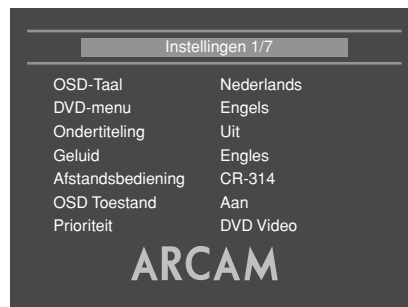 Instellingen 1/7
OSD-Taal Nederlands
DVD-menu Engels
Ondertiteling Uit
Geluid Engles
Afstandsbediening CR-314
OSD Toestand Aan
Prioriteit DVD Video
ARCAM